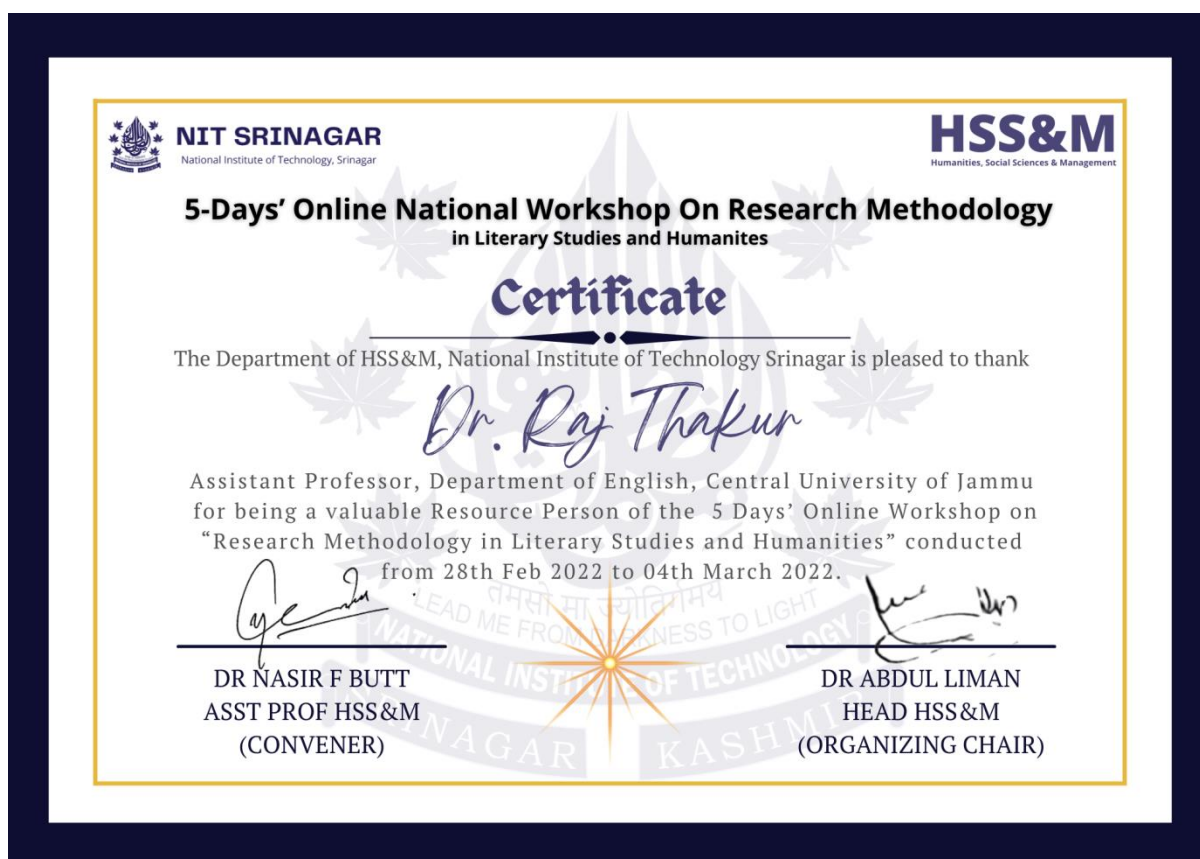 NIT SRINAGAR
National Institute of Technology, Srinagar
HSS&M
Humanities, Social Sciences & Management
5-Days’ Online National Workshop On Research Methodology
in Literary Studies and Humanites
Certificate
The Department of HSS&M, National Institute of Technology Srinagar is pleased to thank
Dr. Raj Thakur
Assistant Professor, Department of English, Central University of Jammu
for being a valuable Resource Person of the 5 Days’ Online Workshop on
“Research Methodology in Literary Studies and Humanities” conducted
from 28th Feb 2022 to 04th March 2022.
तमसो मा ज्योतिर्गमय
LEAD ME FROM DARKNESS TO LIGHT
NATIONAL INSTITUTE OF TECHNOLOGY
SRINAGAR KASHMIR
DR NASIR F BUTT
ASST PROF HSS&M
(CONVENER)
DR ABDUL LIMAN
HEAD HSS&M
(ORGANIZING CHAIR)